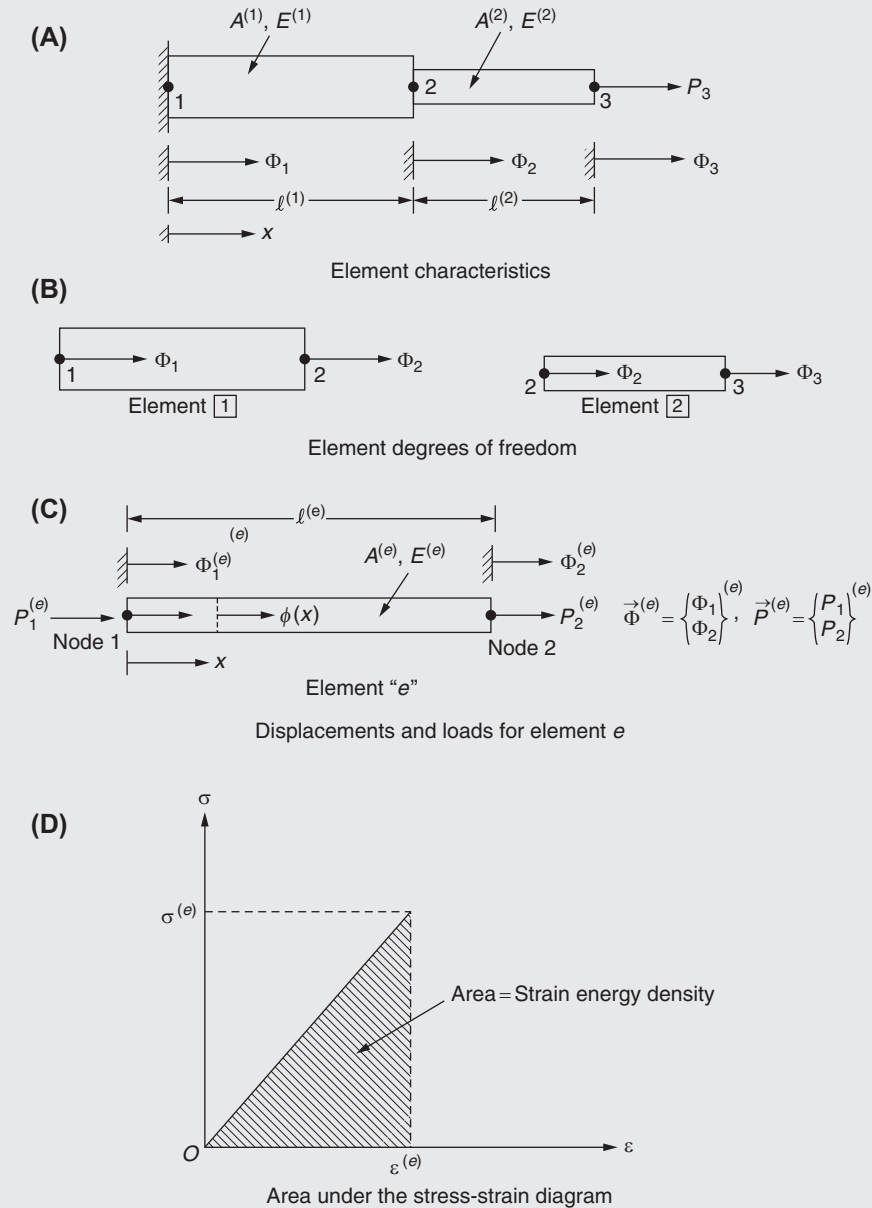 (A)
A^(1), E^(1)
A^(2), E^(2)
1
2
3
P₃
Φ₁
Φ₂
Φ₃
ℓ^(1)
ℓ^(2)
x
Element characteristics
(B)
1
Φ₁
2
Φ₂
Element 1
2
Φ₂
3
Φ₃
Element 2
Element degrees of freedom
(C)
ℓ^(e)
(e)
Φ₁^(e)
A^(e), E^(e)
Φ₂^(e)
P₁^(e)
ϕ(x)
P₂^(e)
Φ⃗^(e) = {Φ₁ Φ₂}^(e), P⃗^(e) = {P₁ P₂}^(e)
Node 1
Node 2
x
Element “e”
Displacements and loads for element e
(D)
σ
σ^(e)
Area = Strain energy density
O
ε^(e)
ε
Area under the stress-strain diagram